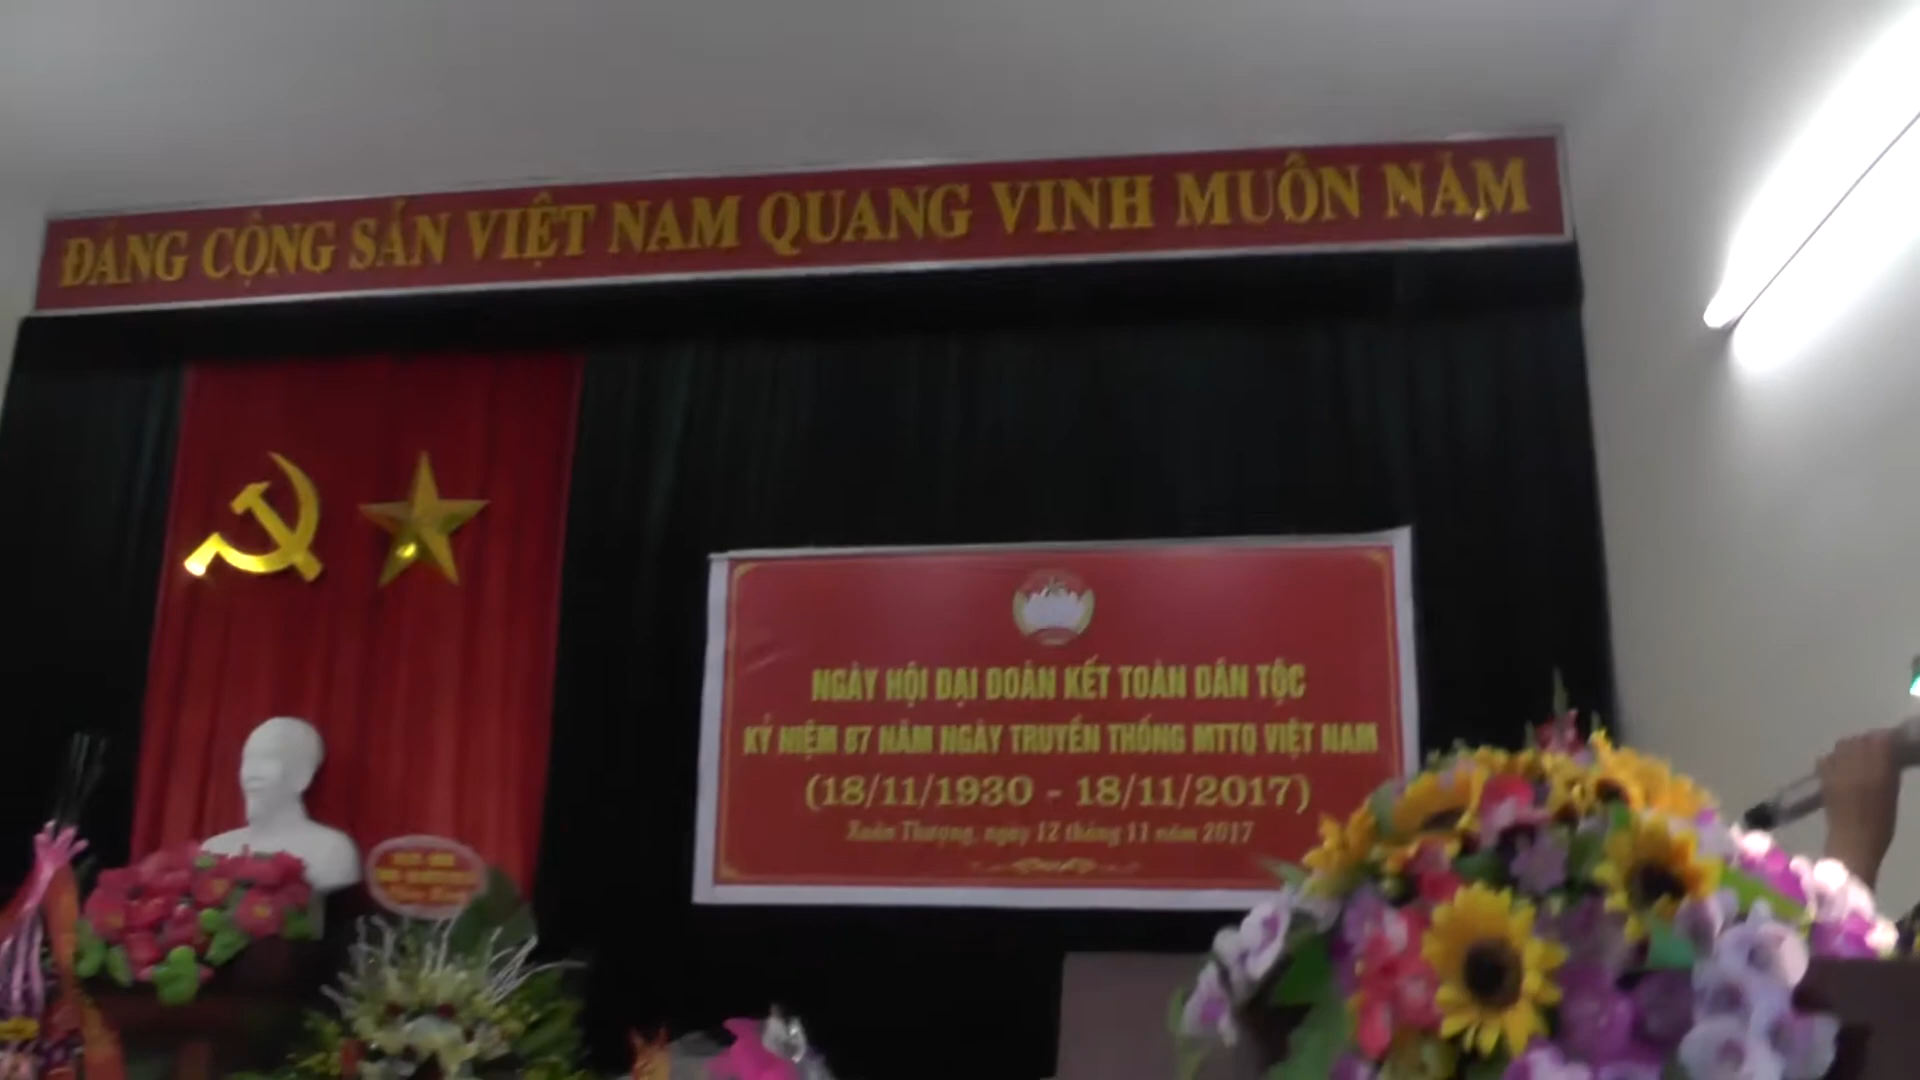 ĐẢNG CỘNG SẢN VIỆT NAM QUANG VINH MUÔN NĂM
NGÀY HỘI ĐẠI ĐOÀN KẾT TOÀN DÂN TỘC
KỶ NIỆM 87 NĂM NGÀY TRUYỀN THỐNG MTTQ VIỆT NAM
(18/11/1930 - 18/11/2017)
Xuân Thượng, ngày 12 tháng 11 năm 2017